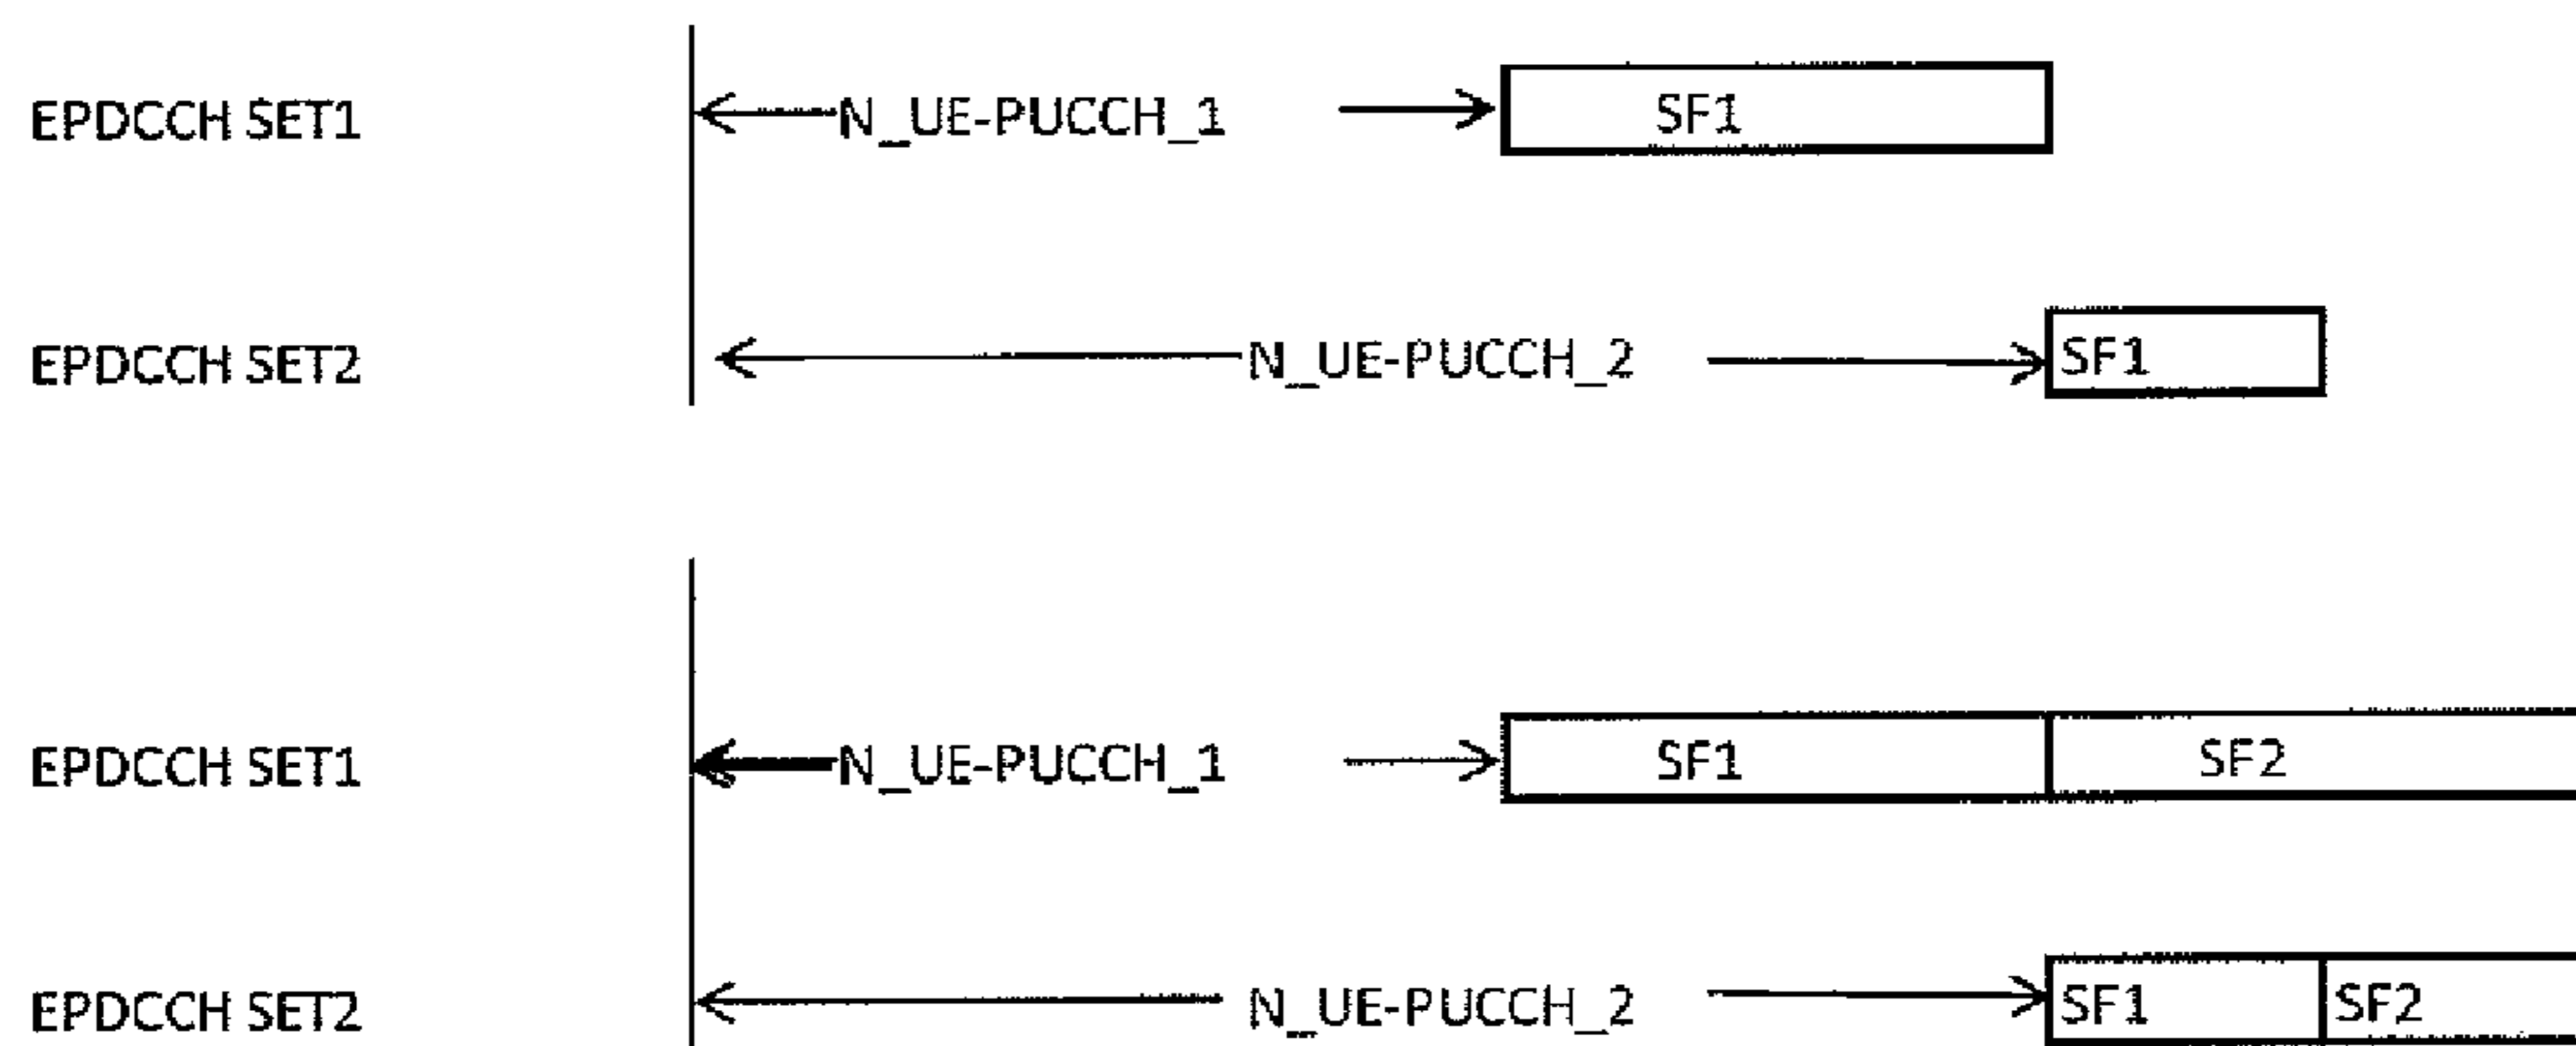 EPDCCH SET1 N_UE-PUCCH_1 SF1
EPDCCH SET2 N_UE-PUCCH_2 SF1
EPDCCH SET1 N_UE-PUCCH_1 SF1 SF2
EPDCCH SET2 N_UE-PUCCH_2 SF1 SF2